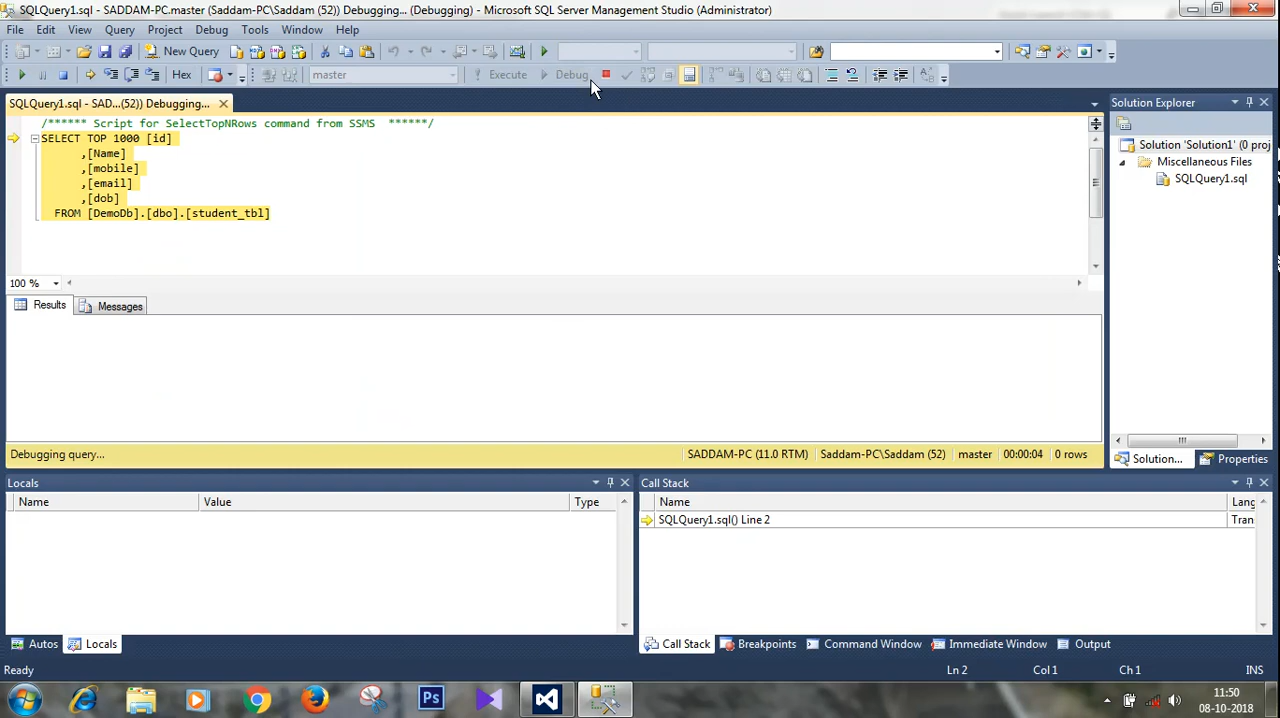 SQLQuery1.sql - SADDAM-PC.master (Saddam-PC\Saddam (52)) Debugging... (Debugging) - Microsoft SQL Server Management Studio (Administrator)
File Edit View Query Project Debug Tools Window Help
New Query
Hex master Execute Debug
SQLQuery1.sql - SAD...(52)) Debugging...
/****** Script for SelectTopNRows command from SSMS ******/
SELECT TOP 1000 [id]
,[Name]
,[mobile]
,[email]
,[dob]
FROM [DemoDb].[dbo].[student_tbl]
100 %
Results Messages
Debugging query... SADDAM-PC (11.0 RTM) Saddam-PC\Saddam (52) master 00:00:04 0 rows
Solution Explorer
Solution 'Solution1' (0 proj
Miscellaneous Files
SQLQuery1.sql
Solution... Properties
Locals
Name Value Type
Autos Locals
Call Stack
Name Lang
SQLQuery1.sql() Line 2 Tran
Call Stack Breakpoints Command Window Immediate Window Output
Ready Ln 2 Col 1 Ch 1 INS
Ps
11:50
08-10-2018